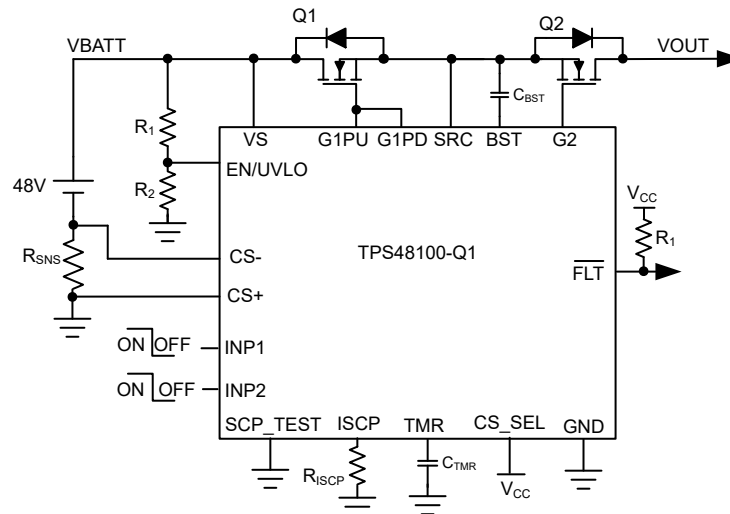 Q1
Q2
VBATT
VOUT
CBST
R1
VS
G1PU
G1PD
SRC
BST
G2
EN/UVLO
R2
48V
VCC
TPS48100-Q1
R1
RSNS
CS-
FLT
CS+
ON
OFF
INP1
ON
OFF
INP2
SCP_TEST
ISCP
TMR
CS_SEL
GND
RISCP
CTMR
VCC